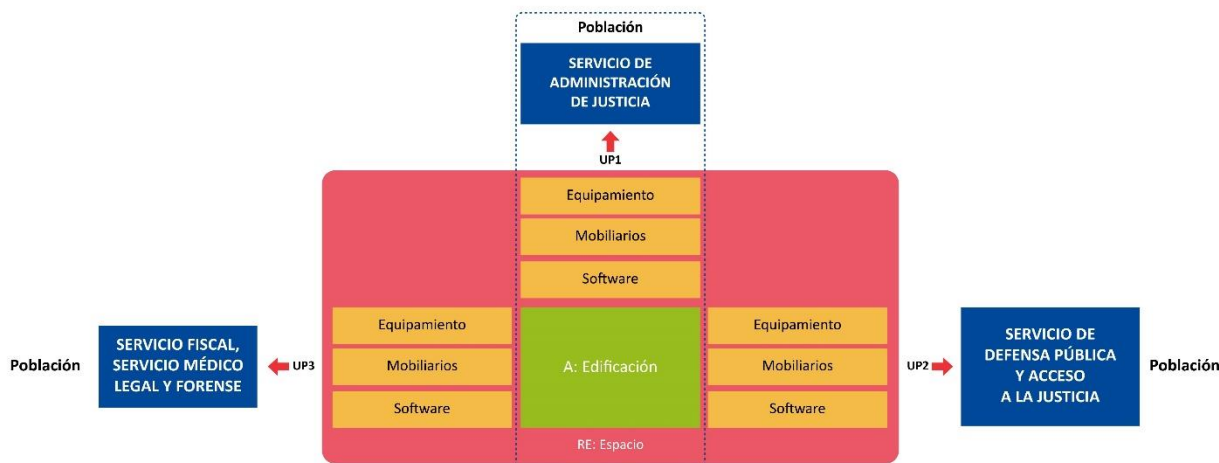 Población
SERVICIO DE
ADMINISTRACIÓN
DE JUSTICIA
UP1
Equipamiento
Mobiliarios
Software
Población
SERVICIO FISCAL,
SERVICIO MÉDICO
LEGAL Y FORENSE
UP3
Equipamiento
Mobiliarios
Software
A: Edificación
Equipamiento
Mobiliarios
Software
UP2
SERVICIO DE
DEFENSA PÚBLICA
Y ACCESO
A LA JUSTICIA
Población
RE: Espacio